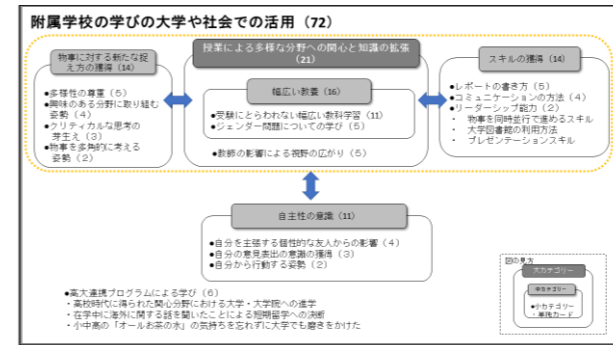 附属学校の学びの大学や社会での活用（72）
物事に対する新たな捉
え方の獲得（14）
●多様性の尊重（5）
●興味のある分野に取り組む
姿勢（4）
●クリティカルな思考の
芽生え（3）
●物事を多角的に考える
姿勢（2）
授業による多様な分野への関心と知識の拡張
（21）
幅広い教養（16）
●受験にとらわれない幅広い教科学習（11）
●ジェンダー問題についての学び（5）
●教師の影響による視野の広がり（5）
スキルの獲得（14）
●レポートの書き方（5）
●コミュニケーションの方法（4）
●リーダーシップ能力（2）
・ 物事を同時並行で進めるスキル
・ 大学図書館の利用方法
・ プレゼンテーションスキル
自主性の意識（11）
●自分を主張する個性的な友人からの影響（4）
●自分の意見表出の意識の獲得（3）
●自分から行動する姿勢（2）
●高大連携プログラムによる学び（6）
・高校時代に得られた関心分野における大学・大学院への進学
・在学中に海外に関する話を聞いたことによる短期留学への決断
・小中高の「オールお茶の水」の気持ちを忘れずに大学でも磨きをかけた
図の見方
大カテゴリー
中カテゴリー
●小カテゴリー
・単独カード